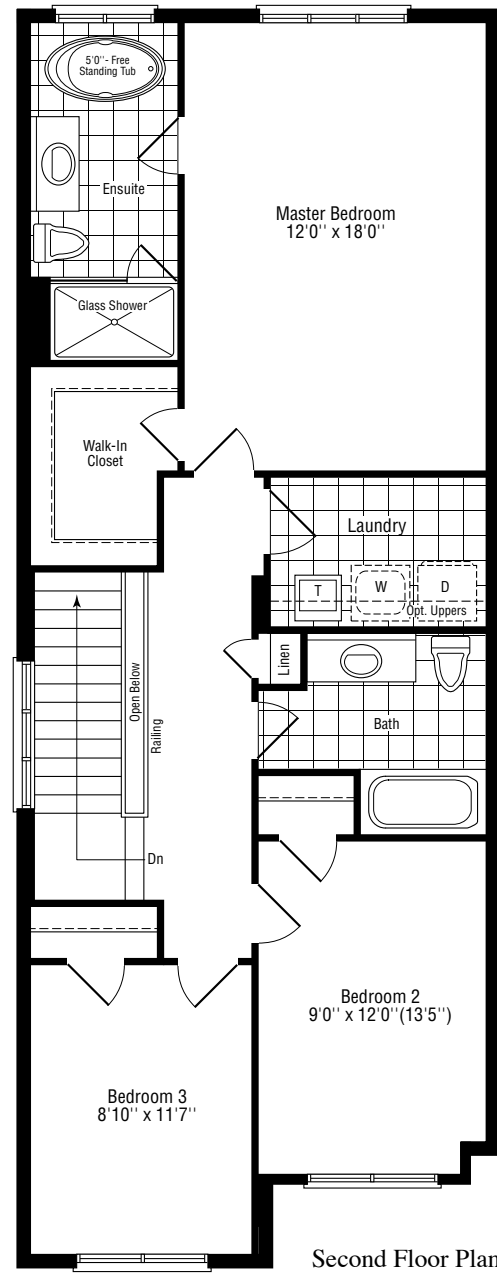 5'0''- Free
Standing Tub
Ensuite
Master Bedroom
12'0'' x 18'0''
Glass Shower
Walk-In
Closet
Laundry
T
W
D
Opt. Uppers
Linen
Open Below
Railing
Bath
Dn
Bedroom 2
9'0'' x 12'0''(13'5'')
Bedroom 3
8'10'' x 11'7''
Second Floor Plan